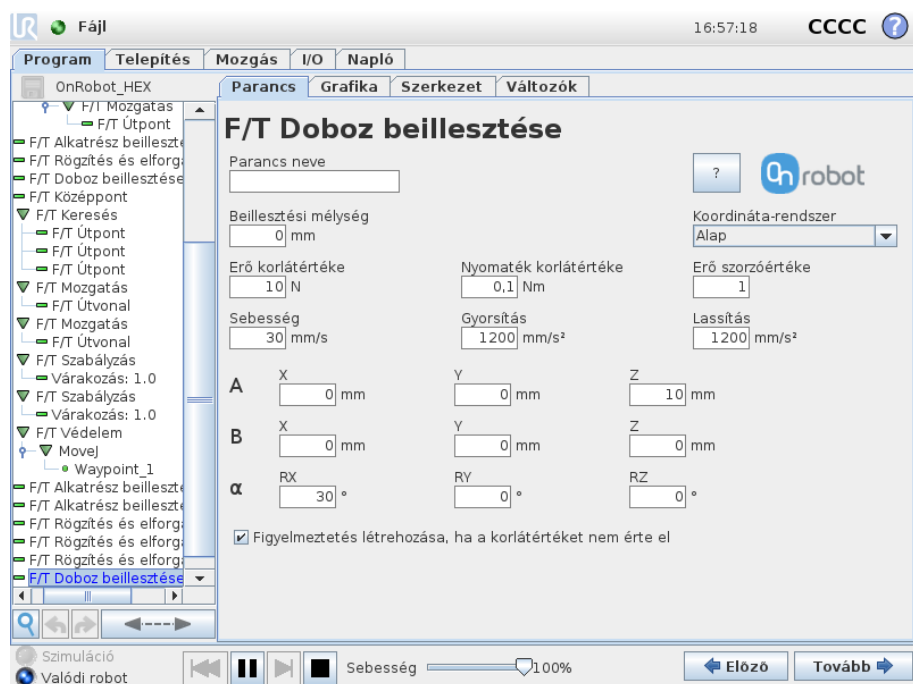 Fájl
16:57:18
CCCC
?
Program Telepítés Mozgás I/O Napló
OnRobot_HEX
Parancs Grafika Szerkezet Változók
F/T Mozgatás
F/T Útpont
F/T Alkatrész beilleszté
F/T Rögzítés és elforg
F/T Doboz beillesztése
F/T Középpont
F/T Keresés
F/T Útpont
F/T Útpont
F/T Útpont
F/T Mozgatás
F/T Útvonal
F/T Mozgatás
F/T Útvonal
F/T Szabályzás
Várakozás: 1.0
F/T Szabályzás
Várakozás: 1.0
F/T Védelem
MoveJ
Waypoint_1
F/T Alkatrész beilleszté
F/T Alkatrész beilleszté
F/T Rögzítés és elforg
F/T Rögzítés és elforg
F/T Rögzítés és elforg
F/T Doboz beillesztése
F/T Doboz beillesztése
Parancs neve
?
On robot
Beillesztési mélység
0 mm
Koordináta-rendszer
Alap
Erő korlátértéke Nyomaték korlátértéke Erő szorzóértéke
10 N 0,1 Nm 1
Sebesség Gyorsítás Lassítás
30 mm/s 1200 mm/s² 1200 mm/s²
X Y Z
A 0 mm 0 mm 10 mm
X Y Z
B 0 mm 0 mm 0 mm
RX RY RZ
α 30 ° 0 ° 0 °
Figyelmeztetés létrehozása, ha a korlátértéket nem érte el
Szimuláció
Valódi robot
Sebesség 100%
Előző
Tovább